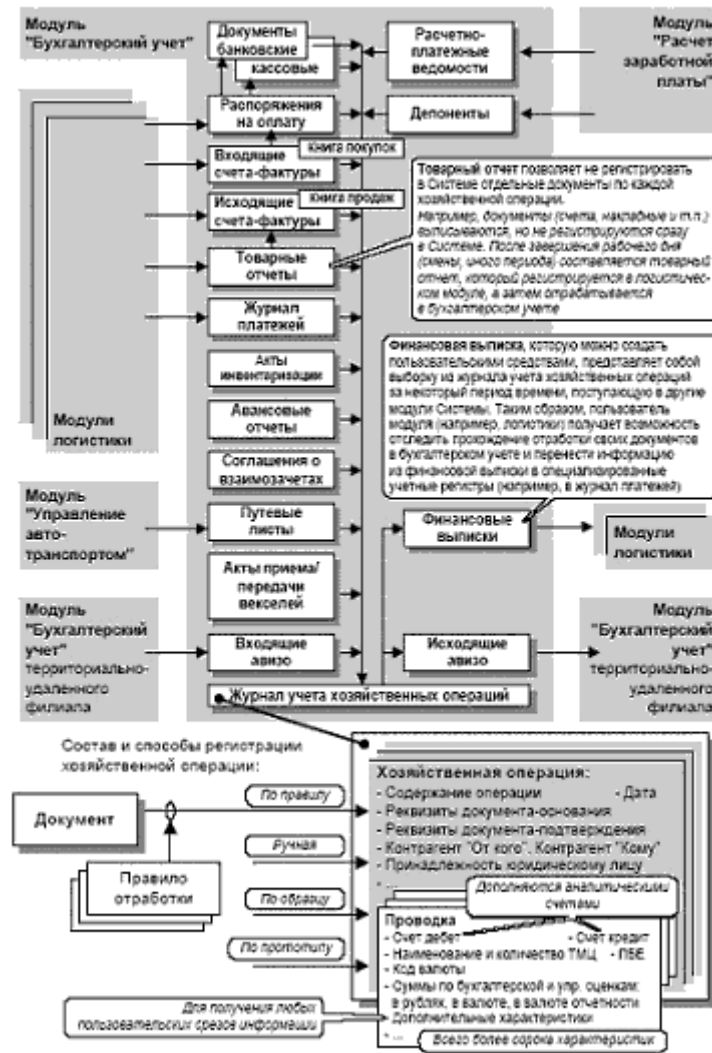 Модуль
"Бухгалтерский учет"
Документы
банковские
кассовые
Расчетно-
платежные
ведомости
Модуль
"Расчет
заработной
платы"
Распоряжения
на оплату
Депоненты
Книга покупок
Входящие
счета-фактуры
Исходящие
счета-фактуры
Книга продаж
Товарные
отчеты
Журнал
платежей
Акты
инвентаризации
Авансовые
отчеты
Соглашения о
взаимозачетах
Модули
логистики
Товарный отчет позволяет не регистрировать
в Системе отдельные документы по каждой
хозяйственной операции.
Например, документы (счета, накладные и т.п.)
выписываются, но не регистрируются сразу
в Системе. После завершения рабочего дня
(смены, иного периода) составляется товарный
отчет, который регистрируется в логистичес-
ком модуле, а затем отрабатывается
в бухгалтерском учете
Финансовая выписка, которую можно создать
пользовательскими средствами, представляет собой
выборку из журнала учета хозяйственных операций
за некоторый период времени, поступающую в другие
модули Системы. Таким образом, пользователь
модуля (например, логистики) получает возможность
отследить прохождение отработки своих документов
в бухгалтерском учете и перенести информацию
из финансовой выписки в специализированные
учетные регистры (например, в журнал платежей)
Модуль
"Управление
авто-
транспортом"
Путевые
листы
Финансовые
выписки
Модули
логистики
Акты приема/
передачи
векселей
Модуль
"Бухгалтерский
учет"
территориально-
удаленного
филиала
Входящие
авизо
Исходящие
авизо
Модуль
"Бухгалтерский
учет"
территориально-
удаленного
филиала
Журнал учета хозяйственных операций
Состав и способы регистрации
хозяйственной операции:
Документ
Правило
отработки
По правилу
Ручная
По образцу
По прототипу
Хозяйственная операция:
- Содержание операции - Дата
- Реквизиты документа-основания
- Реквизиты документа-подтверждения
- Контрагент "От кого". Контрагент "Кому"
- Принадлежность юридическому лицу
- ...
Дополняются аналитическими
счетами
Проводка
- Счет дебет - Счет кредит
- Наименование и количество ТМЦ - ПБЕ
- Код валюты
- Суммы по бухгалтерской и упр. оценкам:
в рублях, в валюте, в валюте отчетности
- Дополнительные характеристики
- ...
Для получения любых
пользовательских срезов информации
Всего более сорока характеристик